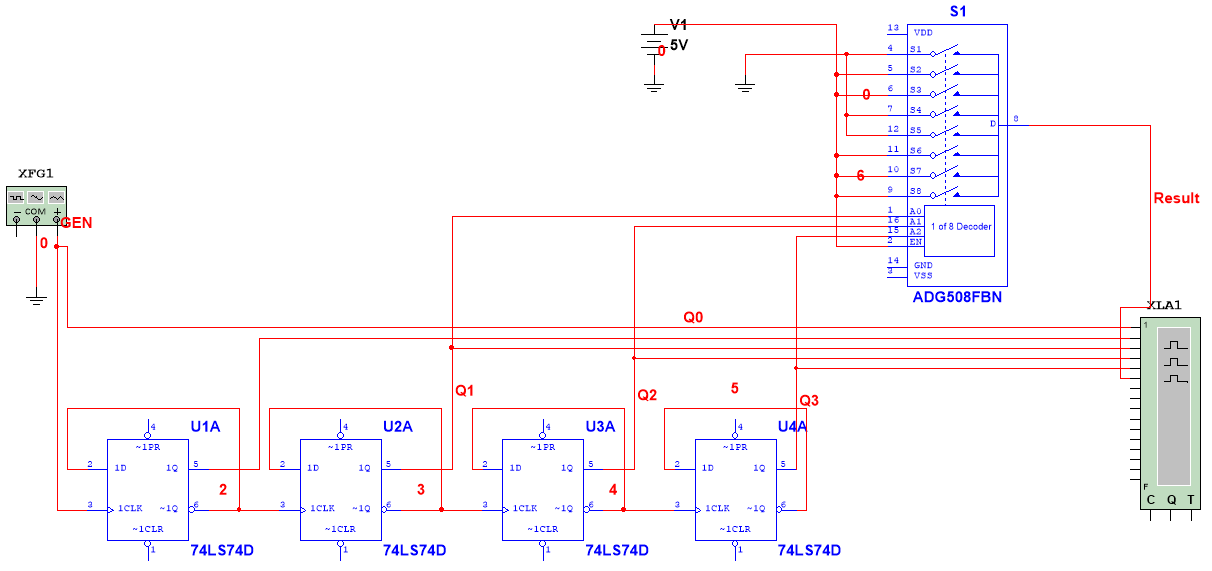 S1
V1
5V
0
13 VDD
4 S1
5 S2
6 S3
0
7 S4
12 S5
11 S6
10 S7
6
9 S8
D 8
1 A0
16 A1
15 A2
2 EN
1 of 8 Decoder
14 GND
3 VSS
ADG508FBN
Result
XFG1
COM
− +
GEN
0
XLA1
1
F
C Q T
Q0
Q1
Q2
5
Q3
U1A
4
~1PR
2 1D 1Q 5
2
3 1CLK ~1Q 6
~1CLR
1
74LS74D
U2A
4
~1PR
2 1D 1Q 5
3
3 1CLK ~1Q 6
~1CLR
1
74LS74D
U3A
4
~1PR
2 1D 1Q 5
4
3 1CLK ~1Q 6
~1CLR
1
74LS74D
U4A
4
~1PR
2 1D 1Q 5
3 1CLK ~1Q 6
~1CLR
1
74LS74D